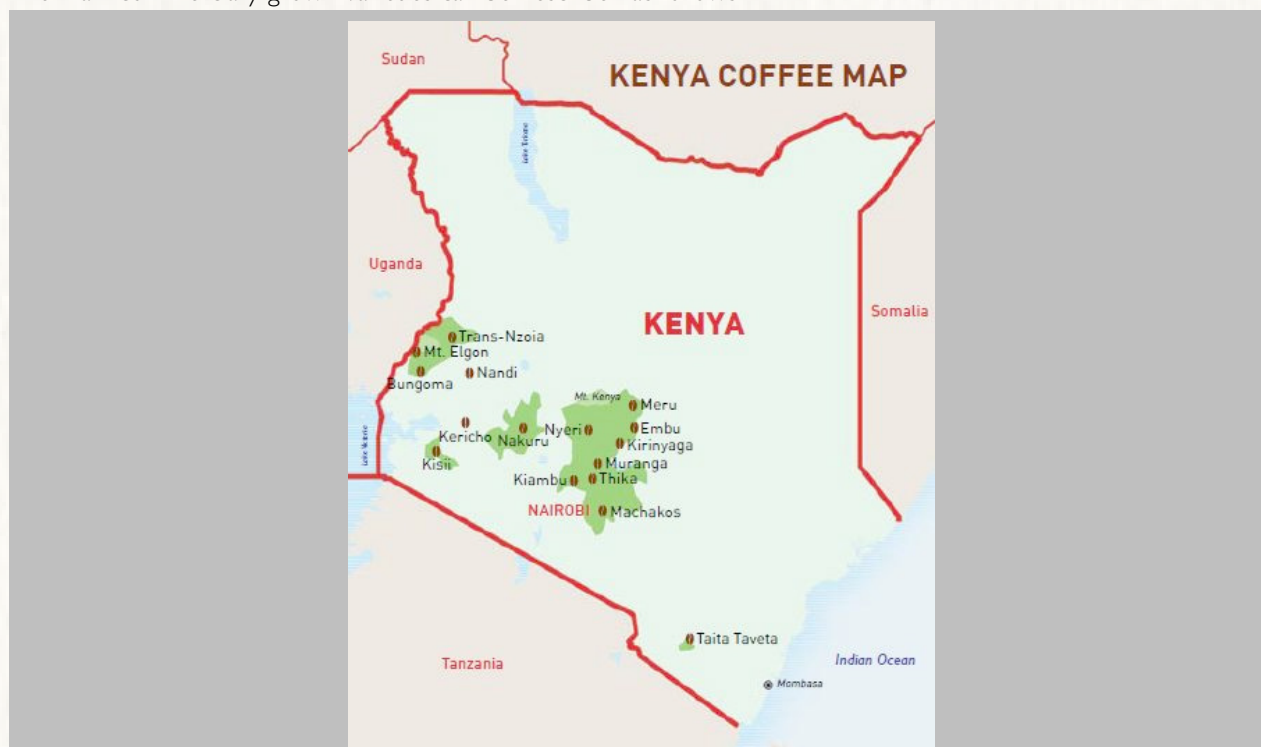 Sudan
KENYA COFFEE MAP
Uganda
KENYA
Somalia
Trans-Nzoia
Mt. Elgon
Bungoma
Nandi
Mt. Kenya
Meru
Kericho
Nakuru
Nyeri
Embu
Kirinyaga
Kisii
Muranga
Kiambu
Thika
NAIROBI
Machakos
Taita Taveta
Tanzania
Indian Ocean
Mombasa